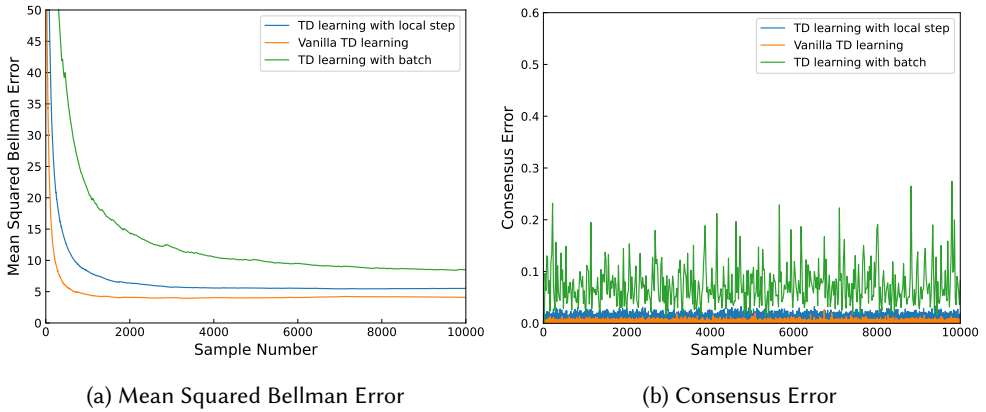 50
45
40
35
30
25
20
15
10
5
0
Mean Squared Bellman Error
TD learning with local step
Vanilla TD learning
TD learning with batch
0 2000 4000 6000 8000 10000
Sample Number
(a) Mean Squared Bellman Error
0.6
0.5
0.4
0.3
0.2
0.1
0.0
Consensus Error
TD learning with local step
Vanilla TD learning
TD learning with batch
0 2000 4000 6000 8000 10000
Sample Number
(b) Consensus Error